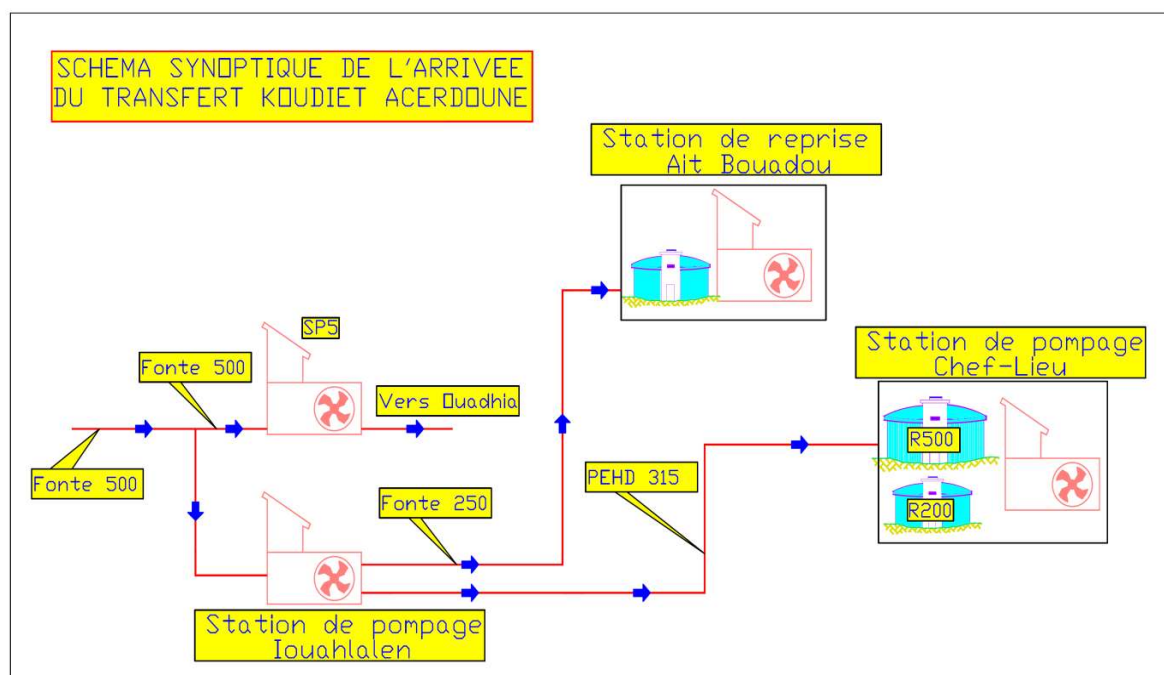 SCHEMA SYNOPTIQUE DE L'ARRIVEE
DU TRANSFERT KOUDIET ACERDOUNE
Station de reprise
Ait Bouadou
SP5
Fonte 500
Vers Ouadhia
Station de pompage
Chef-Lieu
R500
R200
Fonte 500
Fonte 250
PEHD 315
Station de pompage
Iouahlalen